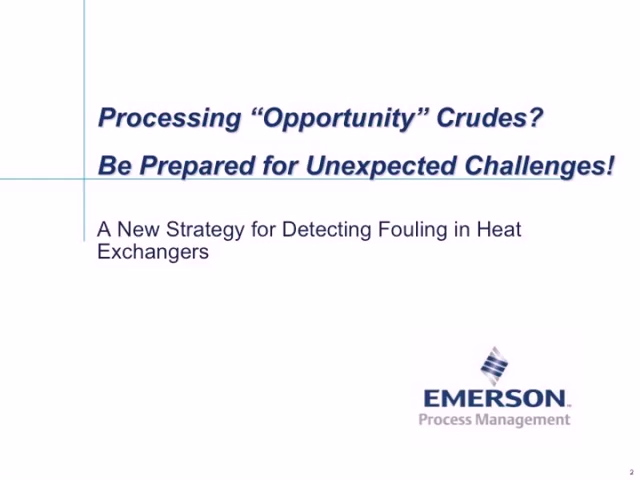 Processing “Opportunity” Crudes?
Be Prepared for Unexpected Challenges!
A New Strategy for Detecting Fouling in Heat
Exchangers
EMERSON™
Process Management
2